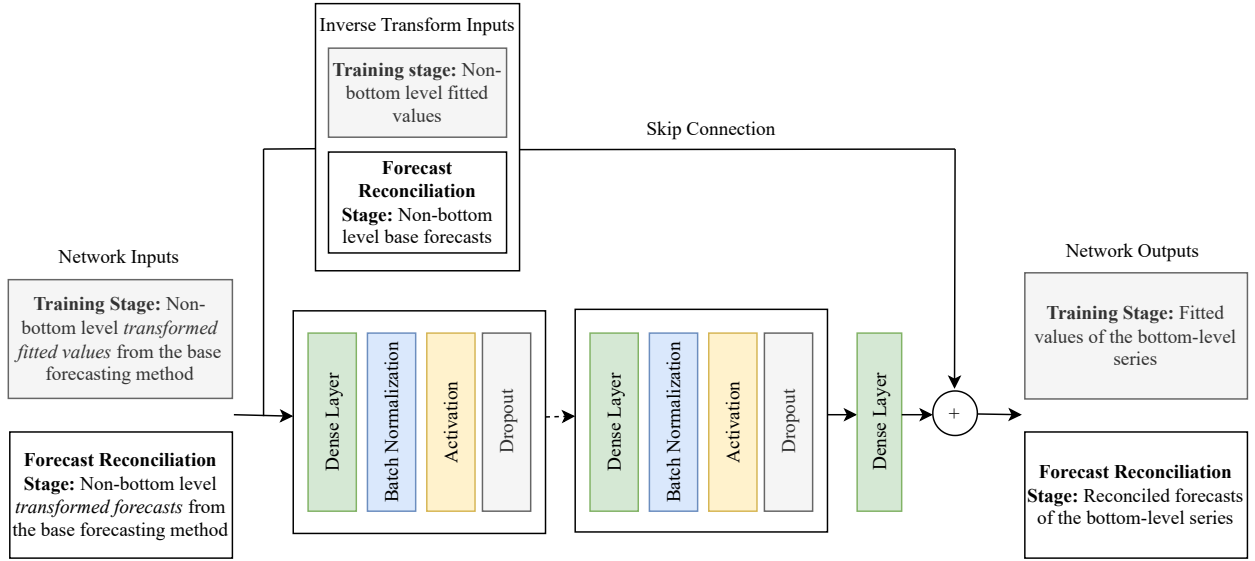 Inverse Transform Inputs
Training stage: Non-
bottom level fitted
values
Forecast
Reconciliation
Stage: Non-bottom
level base forecasts
Skip Connection
Network Inputs
Training Stage: Non-
bottom level transformed
fitted values from the base
forecasting method
Forecast Reconciliation
Stage: Non-bottom level
transformed forecasts from
the base forecasting method
Dense Layer
Batch Normalization
Activation
Dropout
Dense Layer
Batch Normalization
Activation
Dropout
Dense Layer
+
Network Outputs
Training Stage: Fitted
values of the bottom-level
series
Forecast Reconciliation
Stage: Reconciled forecasts
of the bottom-level series